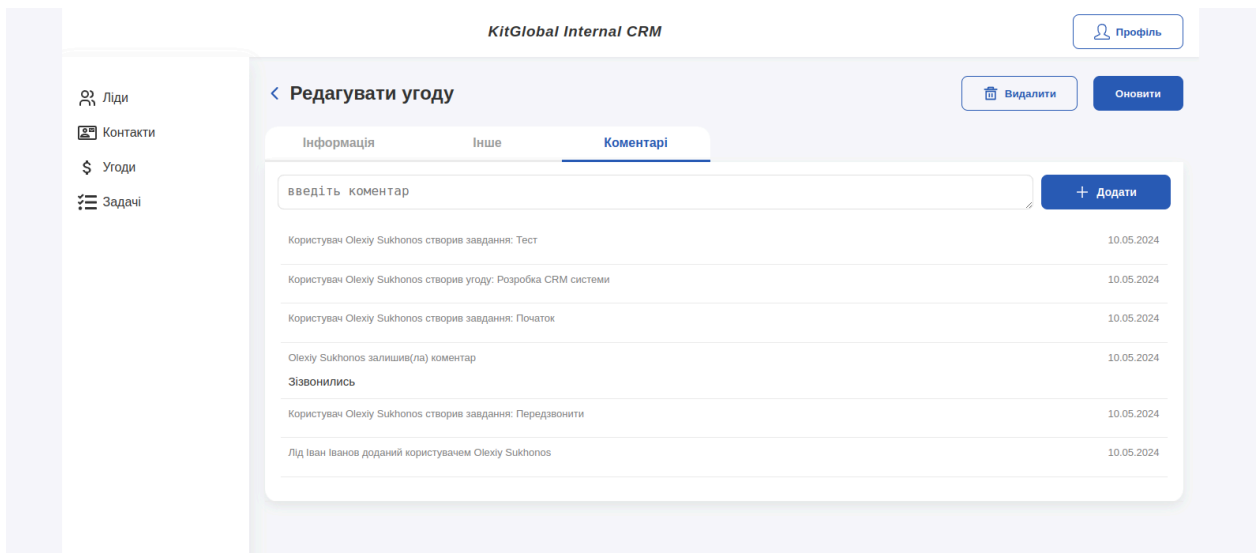 KitGlobal Internal CRM
Профіль
Ліди
Контакти
Угоди
Задачі
Редагувати угоду
Видалити
Оновити
Інформація
Інше
Коментарі
введіть коментар
Додати
Користувач Olexiy Sukhonos створив завдання: Тест 10.05.2024
Користувач Olexiy Sukhonos створив угоду: Розробка CRM системи 10.05.2024
Користувач Olexiy Sukhonos створив завдання: Початок 10.05.2024
Olexiy Sukhonos залишив(ла) коментар 10.05.2024
Зізвонились
Користувач Olexiy Sukhonos створив завдання: Передзвонити 10.05.2024
Лід Іван Іванов доданий користувачем Olexiy Sukhonos 10.05.2024